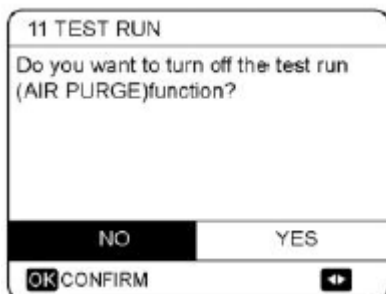 11 TEST RUN
Do you want to turn off the test run
(AIR PURGE)function?
NO YES
OK CONFIRM